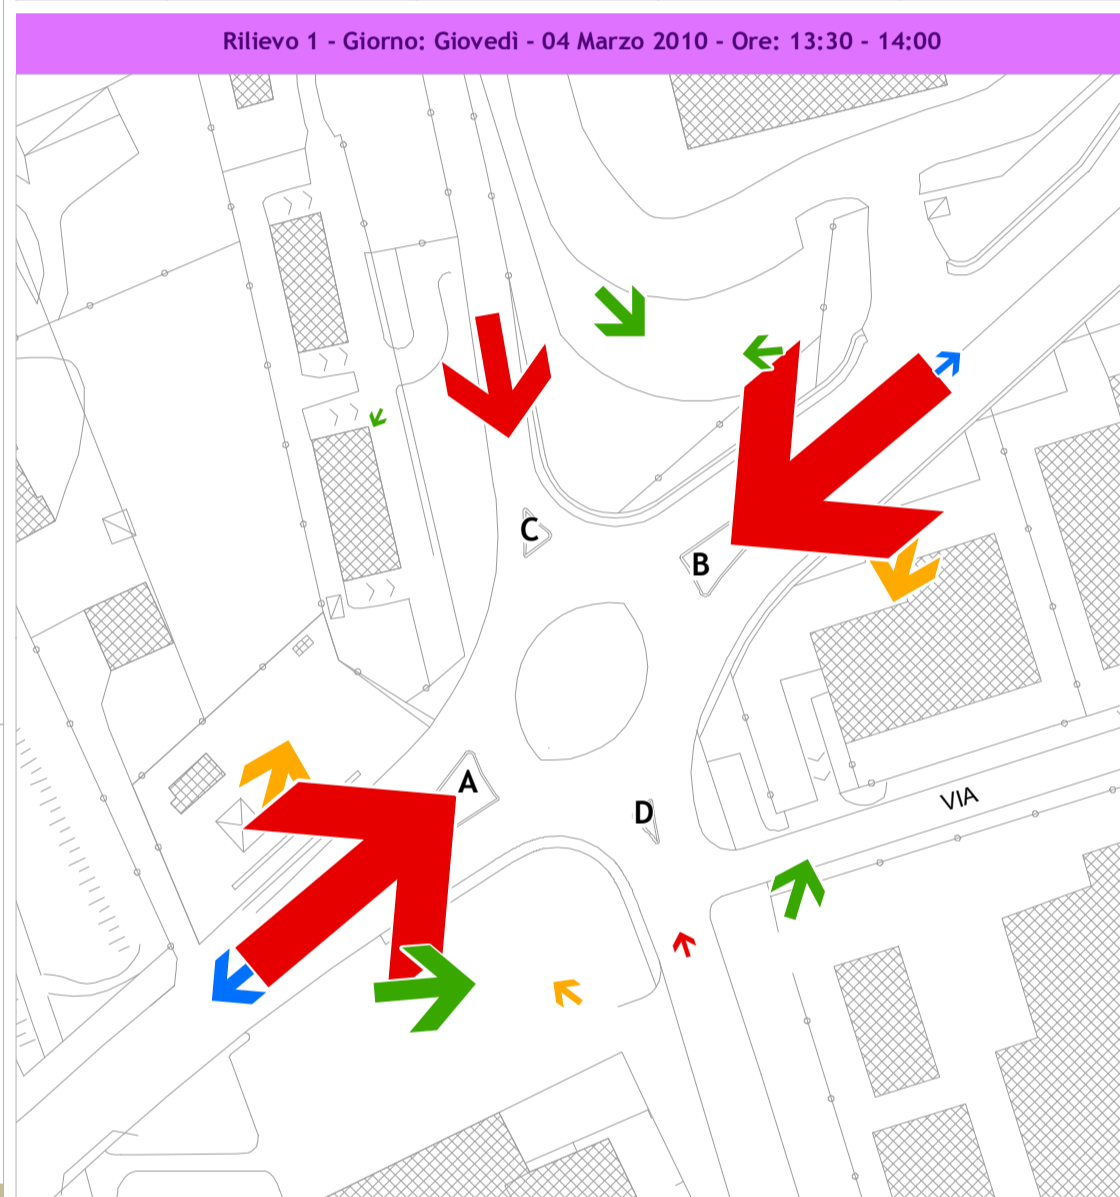 Rilievo 1 - Giorno: Giovedì - 04 Marzo 2010 - Ore: 13:30 - 14:00
C
B
A
D
VIA